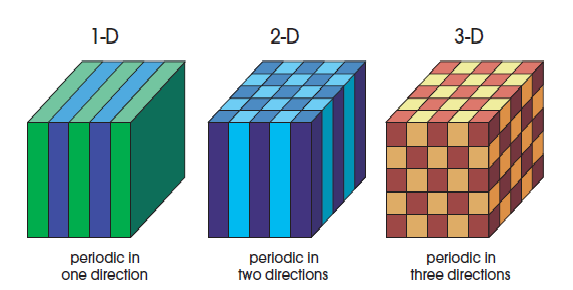 1-D
2-D
3-D
periodic in
one direction
periodic in
two directions
periodic in
three directions